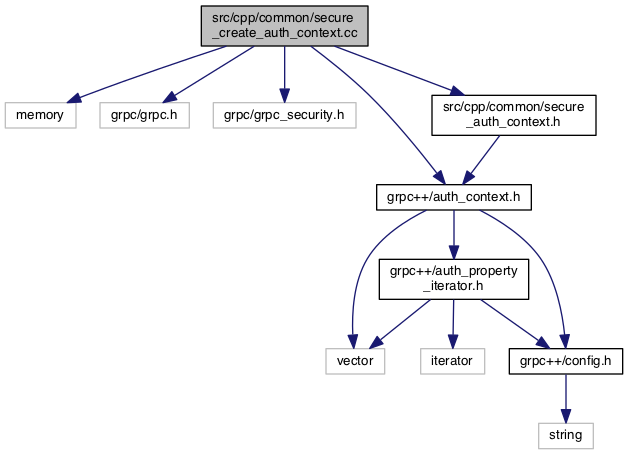 src/cpp/common/secure
_create_auth_context.cc
memory
grpc/grpc.h
grpc/grpc_security.h
src/cpp/common/secure
_auth_context.h
grpc++/auth_context.h
grpc++/auth_property
_iterator.h
vector
iterator
grpc++/config.h
string